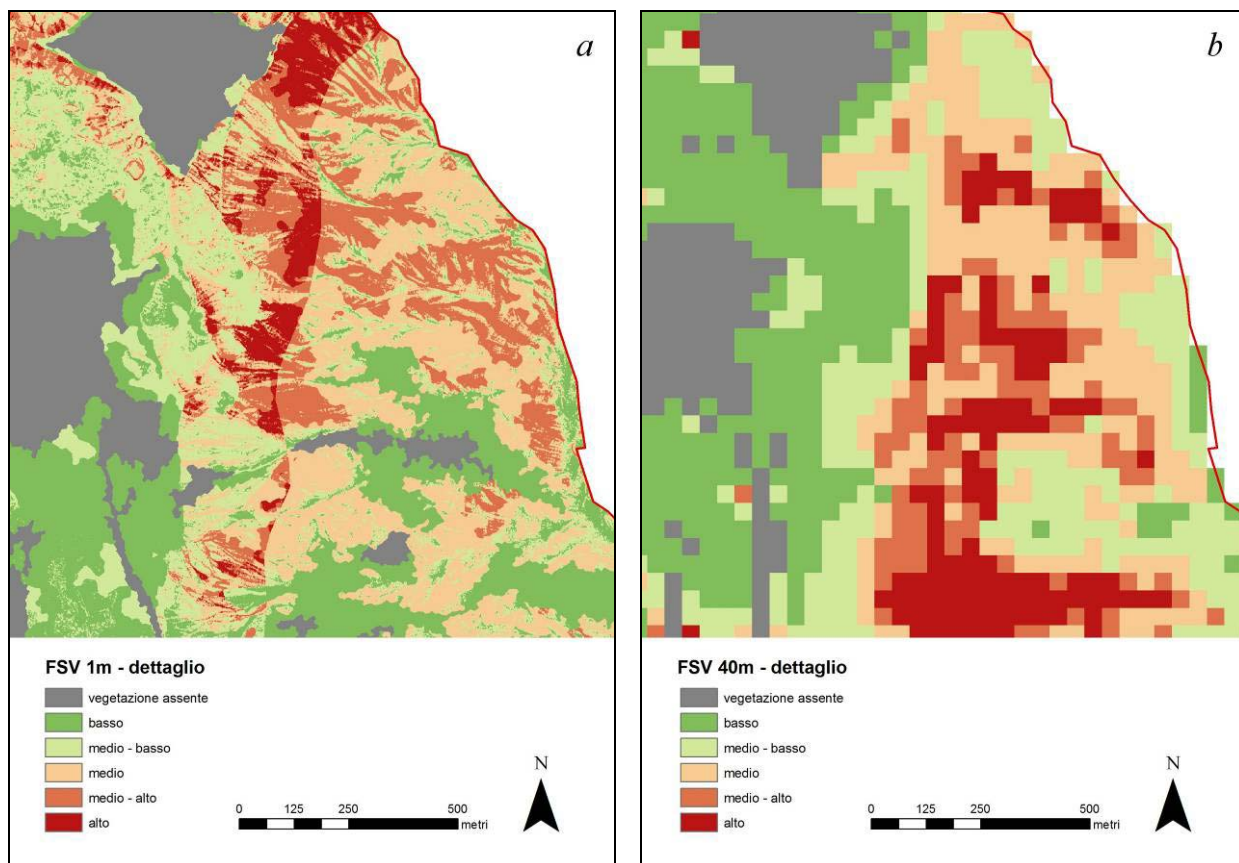 a
FSV 1m - dettaglio
vegetazione assente
basso
medio - basso
medio
medio - alto
alto
N
0 125 250 500
metri
b
FSV 40m - dettaglio
vegetazione assente
basso
medio - basso
medio
medio - alto
alto
N
0 125 250 500
metri